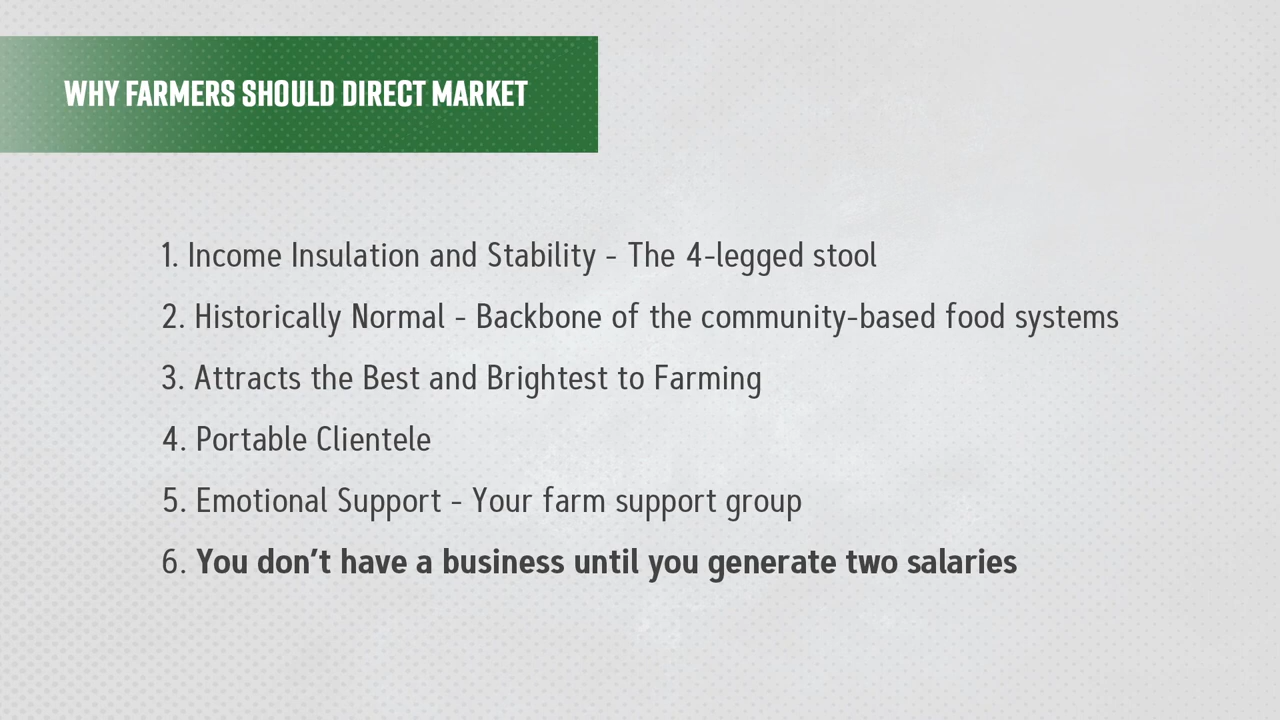 WHY FARMERS SHOULD DIRECT MARKET
1. Income Insulation and Stability - The 4-legged stool
2. Historically Normal - Backbone of the community-based food systems
3. Attracts the Best and Brightest to Farming
4. Portable Clientele
5. Emotional Support - Your farm support group
6. You don’t have a business until you generate two salaries